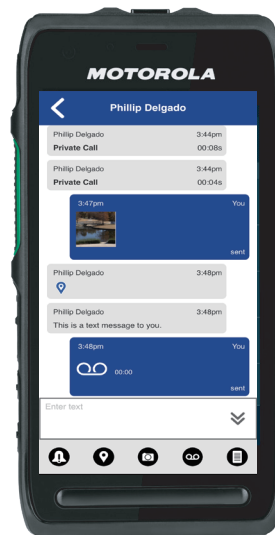 MOTOROLA
Phillip Delgado
Phillip Delgado 3:44pm
Private Call 00:08s
Phillip Delgado 3:44pm
Private Call 00:04s
3:47pm You
sent
Phillip Delgado 3:48pm
Phillip Delgado 3:48pm
This is a text message to you.
3:48pm You
00:00
sent
Enter text